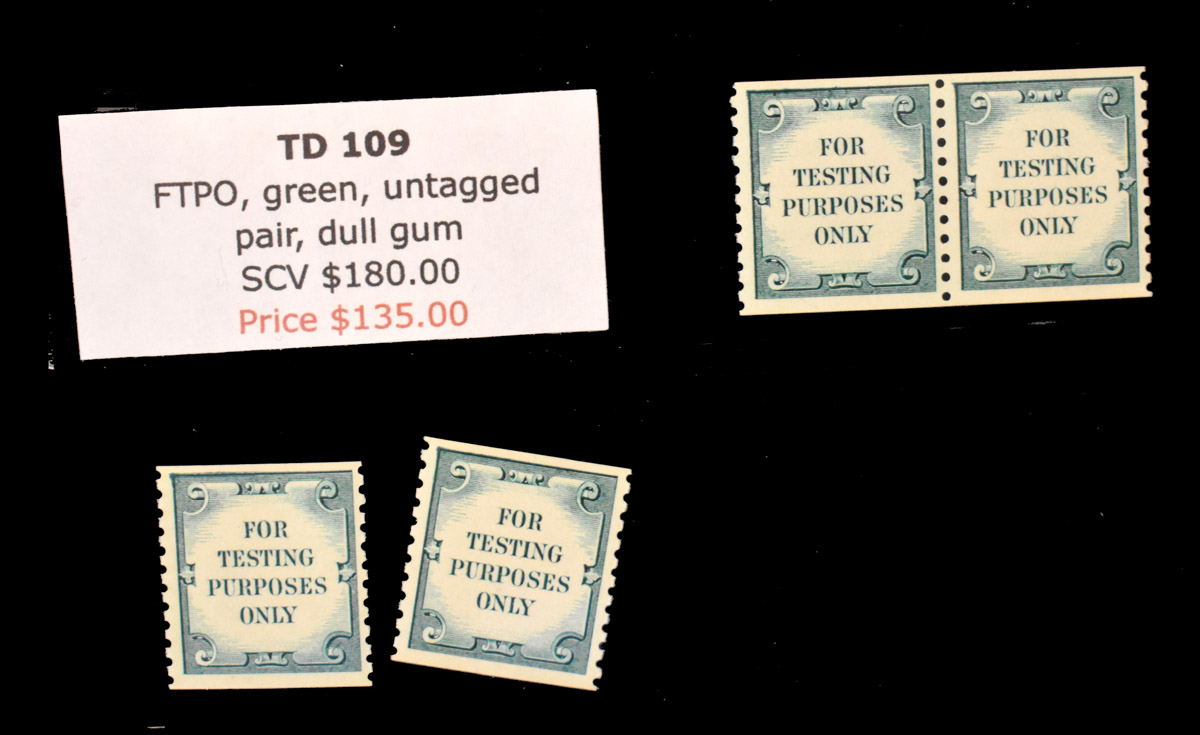 TD 109
FTPO, green, untagged
pair, dull gum
SCV $180.00
Price $135.00
FOR
TESTING
PURPOSES
ONLY
FOR
TESTING
PURPOSES
ONLY
FOR
TESTING
PURPOSES
ONLY
FOR
TESTING
PURPOSES
ONLY